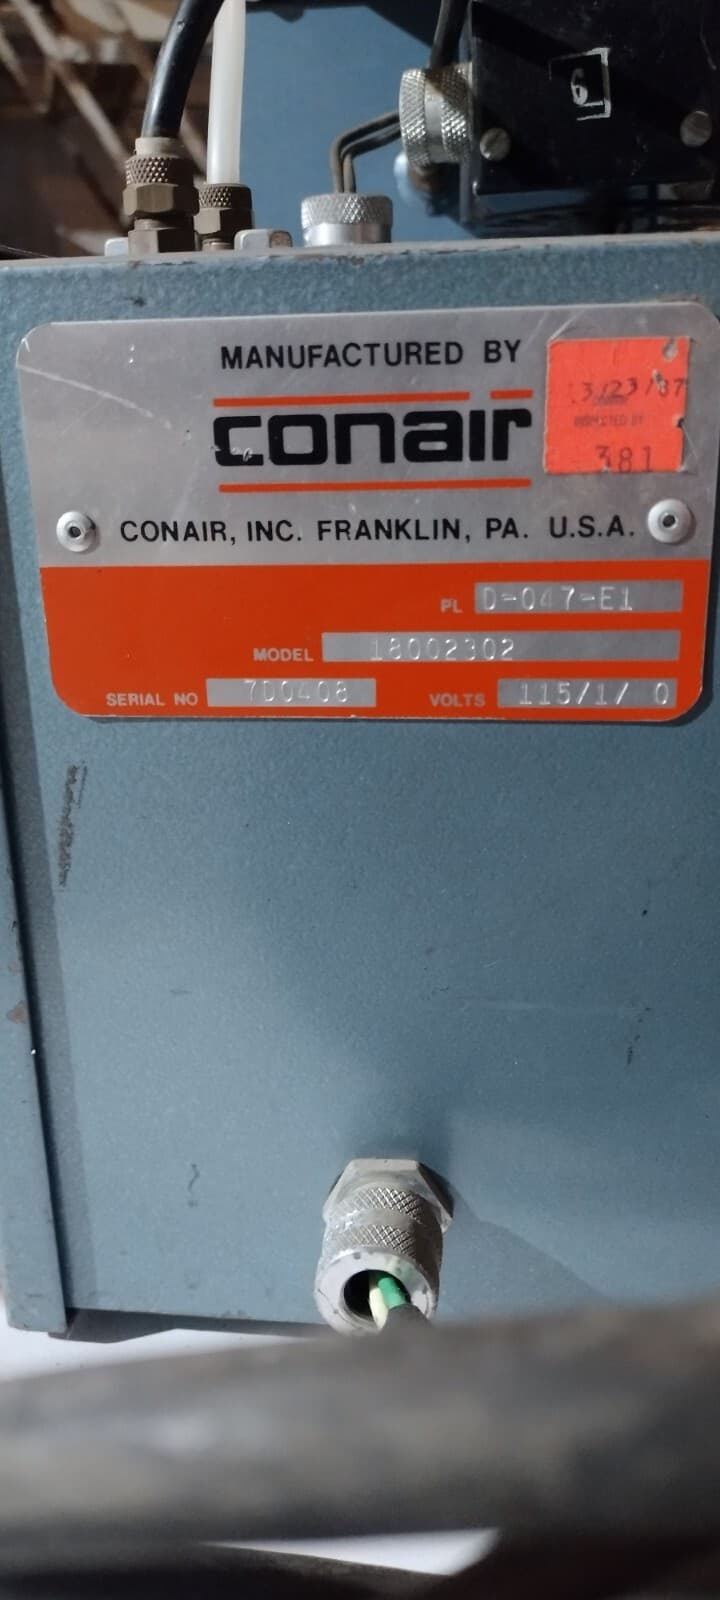 6
MANUFACTURED BY
conair
3/23/87
381
CONAIR, INC. FRANKLIN, PA. U.S.A.
PL D-047-E1
MODEL 18002302
SERIAL NO 7D0408 VOLTS 115/1/ 0